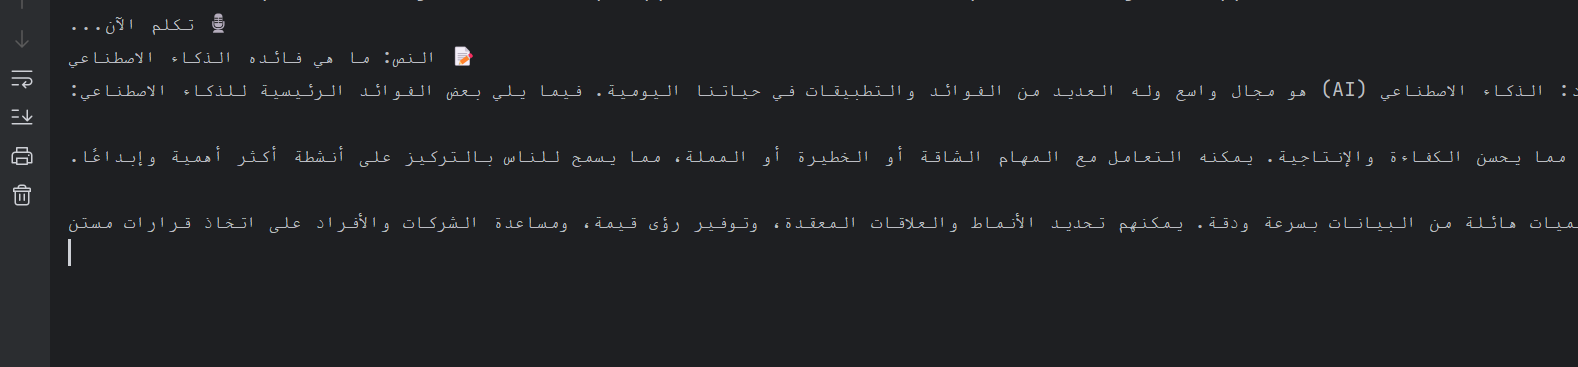 🎙 تكلم الآن...
📝 النص: ما هي فائده الذكاء الاصطناعي
الذكاء الاصطناعي (AI) هو مجال واسع وله العديد من الفوائد والتطبيقات في حياتنا اليومية. فيما يلي بعض الفوائد الرئيسية للذكاء الاصطناعي:
مما يحسن الكفاءة والإنتاجية. يمكنه التعامل مع المهام الشاقة أو الخطيرة أو المملة، مما يسمح للناس بالتركيز على أنشطة أكثر أهمية وإبداعًا.
هائلة من البيانات بسرعة ودقة. يمكنهم تحديد الأنماط والعلاقات المعقدة، وتوفير رؤى قيمة، ومساعدة الشركات والأفراد على اتخاذ قرارات مستن